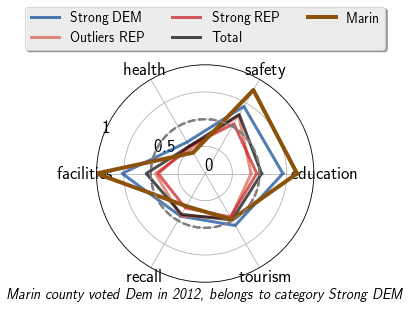 Strong DEM
Strong REP
Marin
Outliers REP
Total
health
safety
1
0.5
0
facilities
education
recall
tourism
Marin county voted Dem in 2012, belongs to category Strong DEM